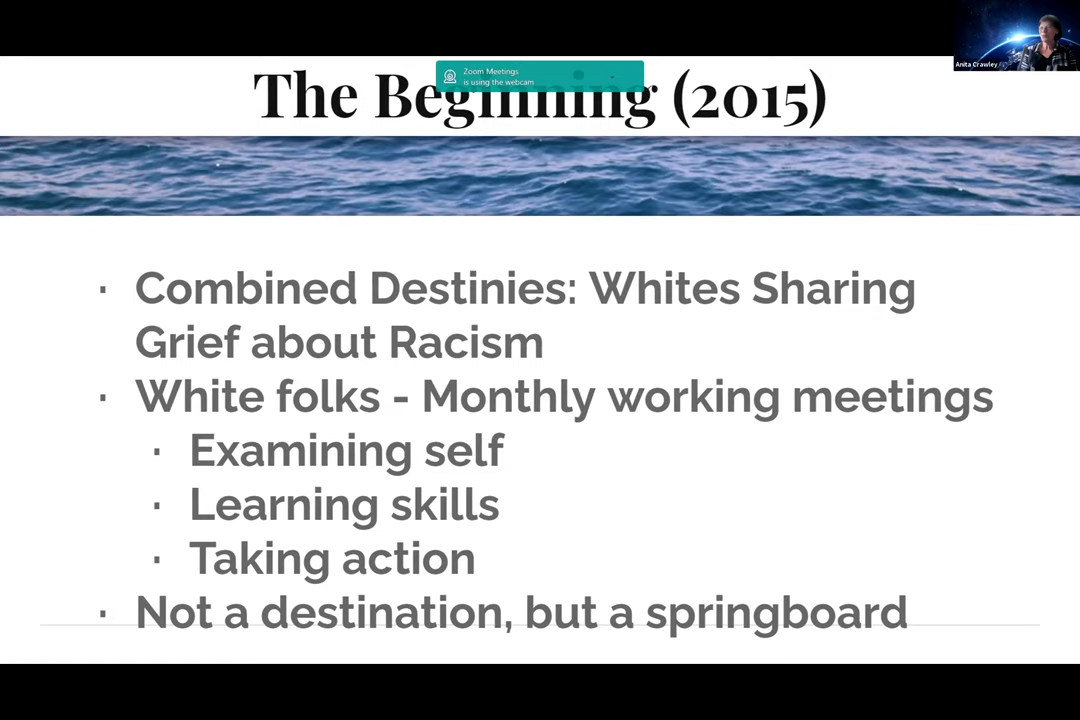 Anita Crawley
Zoom Meetings
is using the webcam
The Beginning (2015)
· Combined Destinies: Whites Sharing
Grief about Racism
· White folks - Monthly working meetings
· Examining self
· Learning skills
· Taking action
· Not a destination, but a springboard